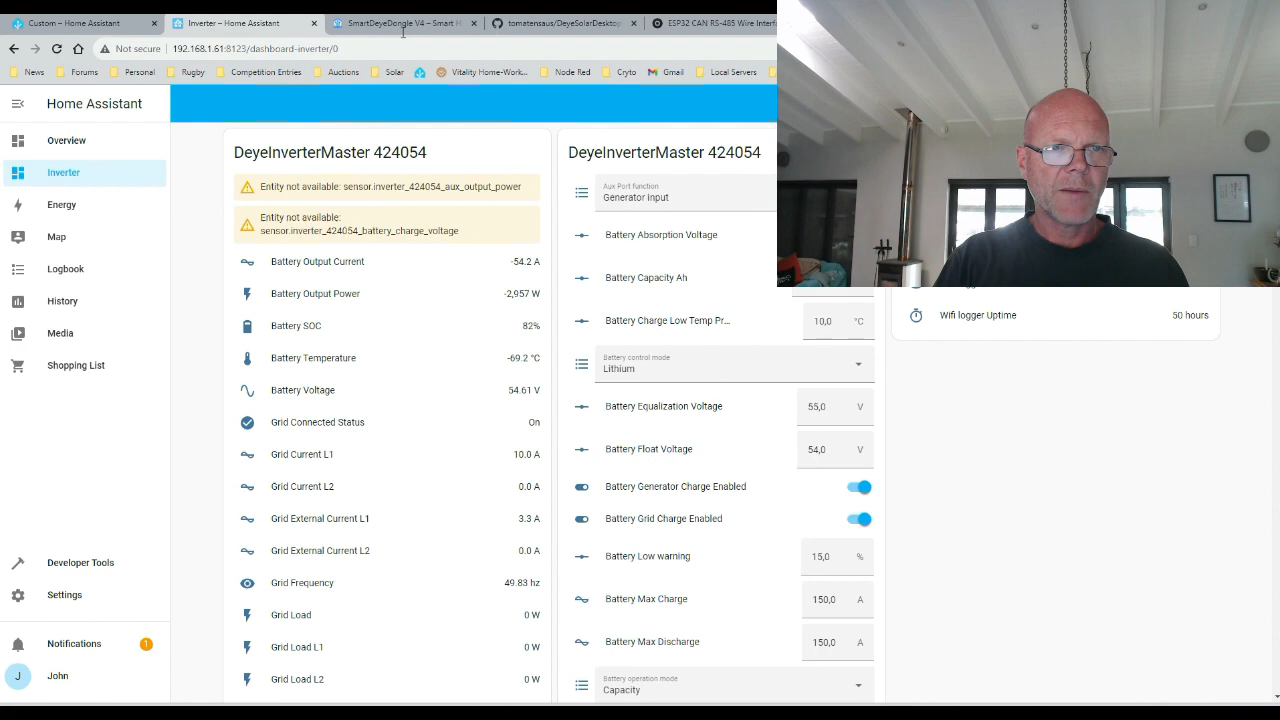 Custom – Home Assistant
Inverter – Home Assistant
SmartDeyeDongle V4 – Smart H
tomatensaus/DeyeSolarDesktop
ESP32 CAN RS-485 Wire Interf
Not secure
192.168.1.61:8123/dashboard-inverter/0
News
Forums
Personal
Rugby
Competition Entries
Auctions
Solar
Vitality Home-Work...
Node Red
Cryto
Gmail
Local Servers
Home Assistant
Overview
Inverter
Energy
Map
Logbook
History
Media
Shopping List
Developer Tools
Settings
Notifications
1
J
John
DeyeInverterMaster 424054
Entity not available: sensor.inverter_424054_aux_output_power
Entity not available:
sensor.inverter_424054_battery_charge_voltage
Battery Output Current -54.2 A
Battery Output Power -2,957 W
Battery SOC 82%
Battery Temperature -69.2 °C
Battery Voltage 54.61 V
Grid Connected Status On
Grid Current L1 10.0 A
Grid Current L2 0.0 A
Grid External Current L1 3.3 A
Grid External Current L2 0.0 A
Grid Frequency 49.83 hz
Grid Load 0 W
Grid Load L1 0 W
Grid Load L2 0 W
DeyeInverterMaster 424054
Aux Port function
Generator input
Battery Absorption Voltage
Battery Capacity Ah
Battery Charge Low Temp Pr... 10,0 °C
Battery control mode
Lithium
Battery Equalization Voltage 55,0 V
Battery Float Voltage 54,0 V
Battery Generator Charge Enabled
Battery Grid Charge Enabled
Battery Low warning 15,0 %
Battery Max Charge 150,0 A
Battery Max Discharge 150,0 A
Battery operation mode
Capacity
Wifi logger Uptime 50 hours